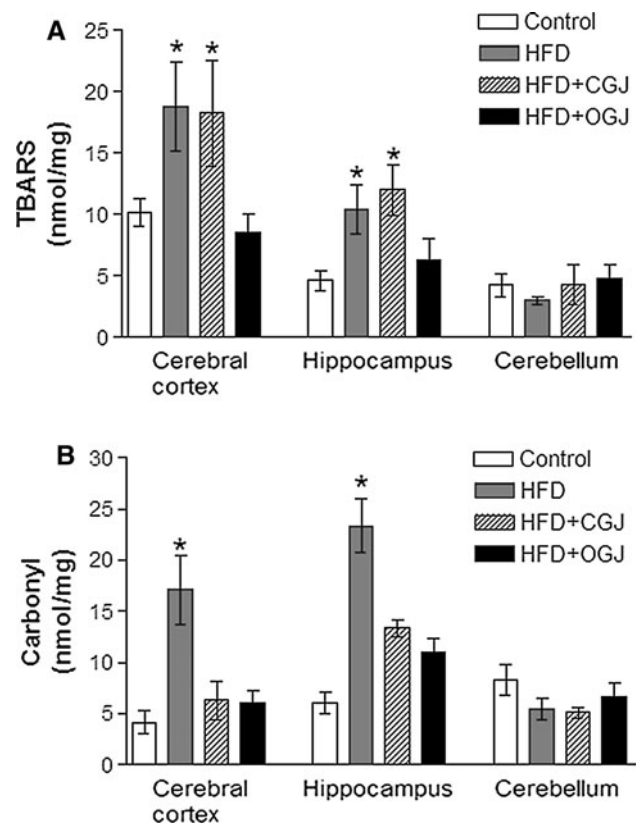 A
Control
HFD
HFD+CGJ
HFD+OGJ
TBARS
(nmol/mg)
25
20
15
10
5
0
* *
* *
Cerebral
cortex
Hippocampus
Cerebellum
B
Control
HFD
HFD+CGJ
HFD+OGJ
Carbonyl
(nmol/mg)
30
25
20
15
10
5
0
*
*
Cerebral
cortex
Hippocampus
Cerebellum